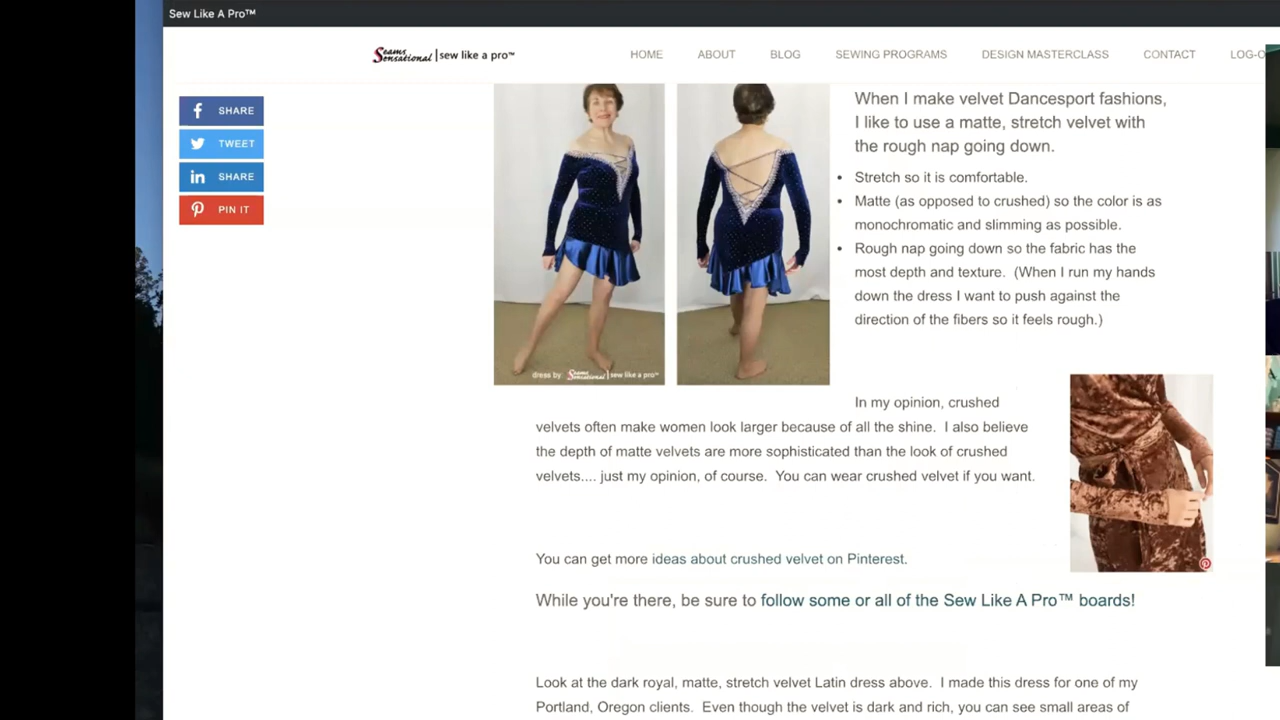 Sew Like A Pro™
Seams Sensational | sew like a pro™
HOME ABOUT BLOG SEWING PROGRAMS DESIGN MASTERCLASS CONTACT LOG-O
SHARE
TWEET
SHARE
PIN IT
When I make velvet Dancesport fashions,
I like to use a matte, stretch velvet with
the rough nap going down.
• Stretch so it is comfortable.
• Matte (as opposed to crushed) so the color is as
monochromatic and slimming as possible.
• Rough nap going down so the fabric has the
most depth and texture. (When I run my hands
down the dress I want to push against the
direction of the fibers so it feels rough.)
dress by: Seams Sensational | sew like a pro™
In my opinion, crushed
velvets often make women look larger because of all the shine. I also believe
the depth of matte velvets are more sophisticated than the look of crushed
velvets.... just my opinion, of course. You can wear crushed velvet if you want.
You can get more ideas about crushed velvet on Pinterest.
While you're there, be sure to follow some or all of the Sew Like A Pro™ boards!
Look at the dark royal, matte, stretch velvet Latin dress above. I made this dress for one of my
Portland, Oregon clients. Even though the velvet is dark and rich, you can see small areas of